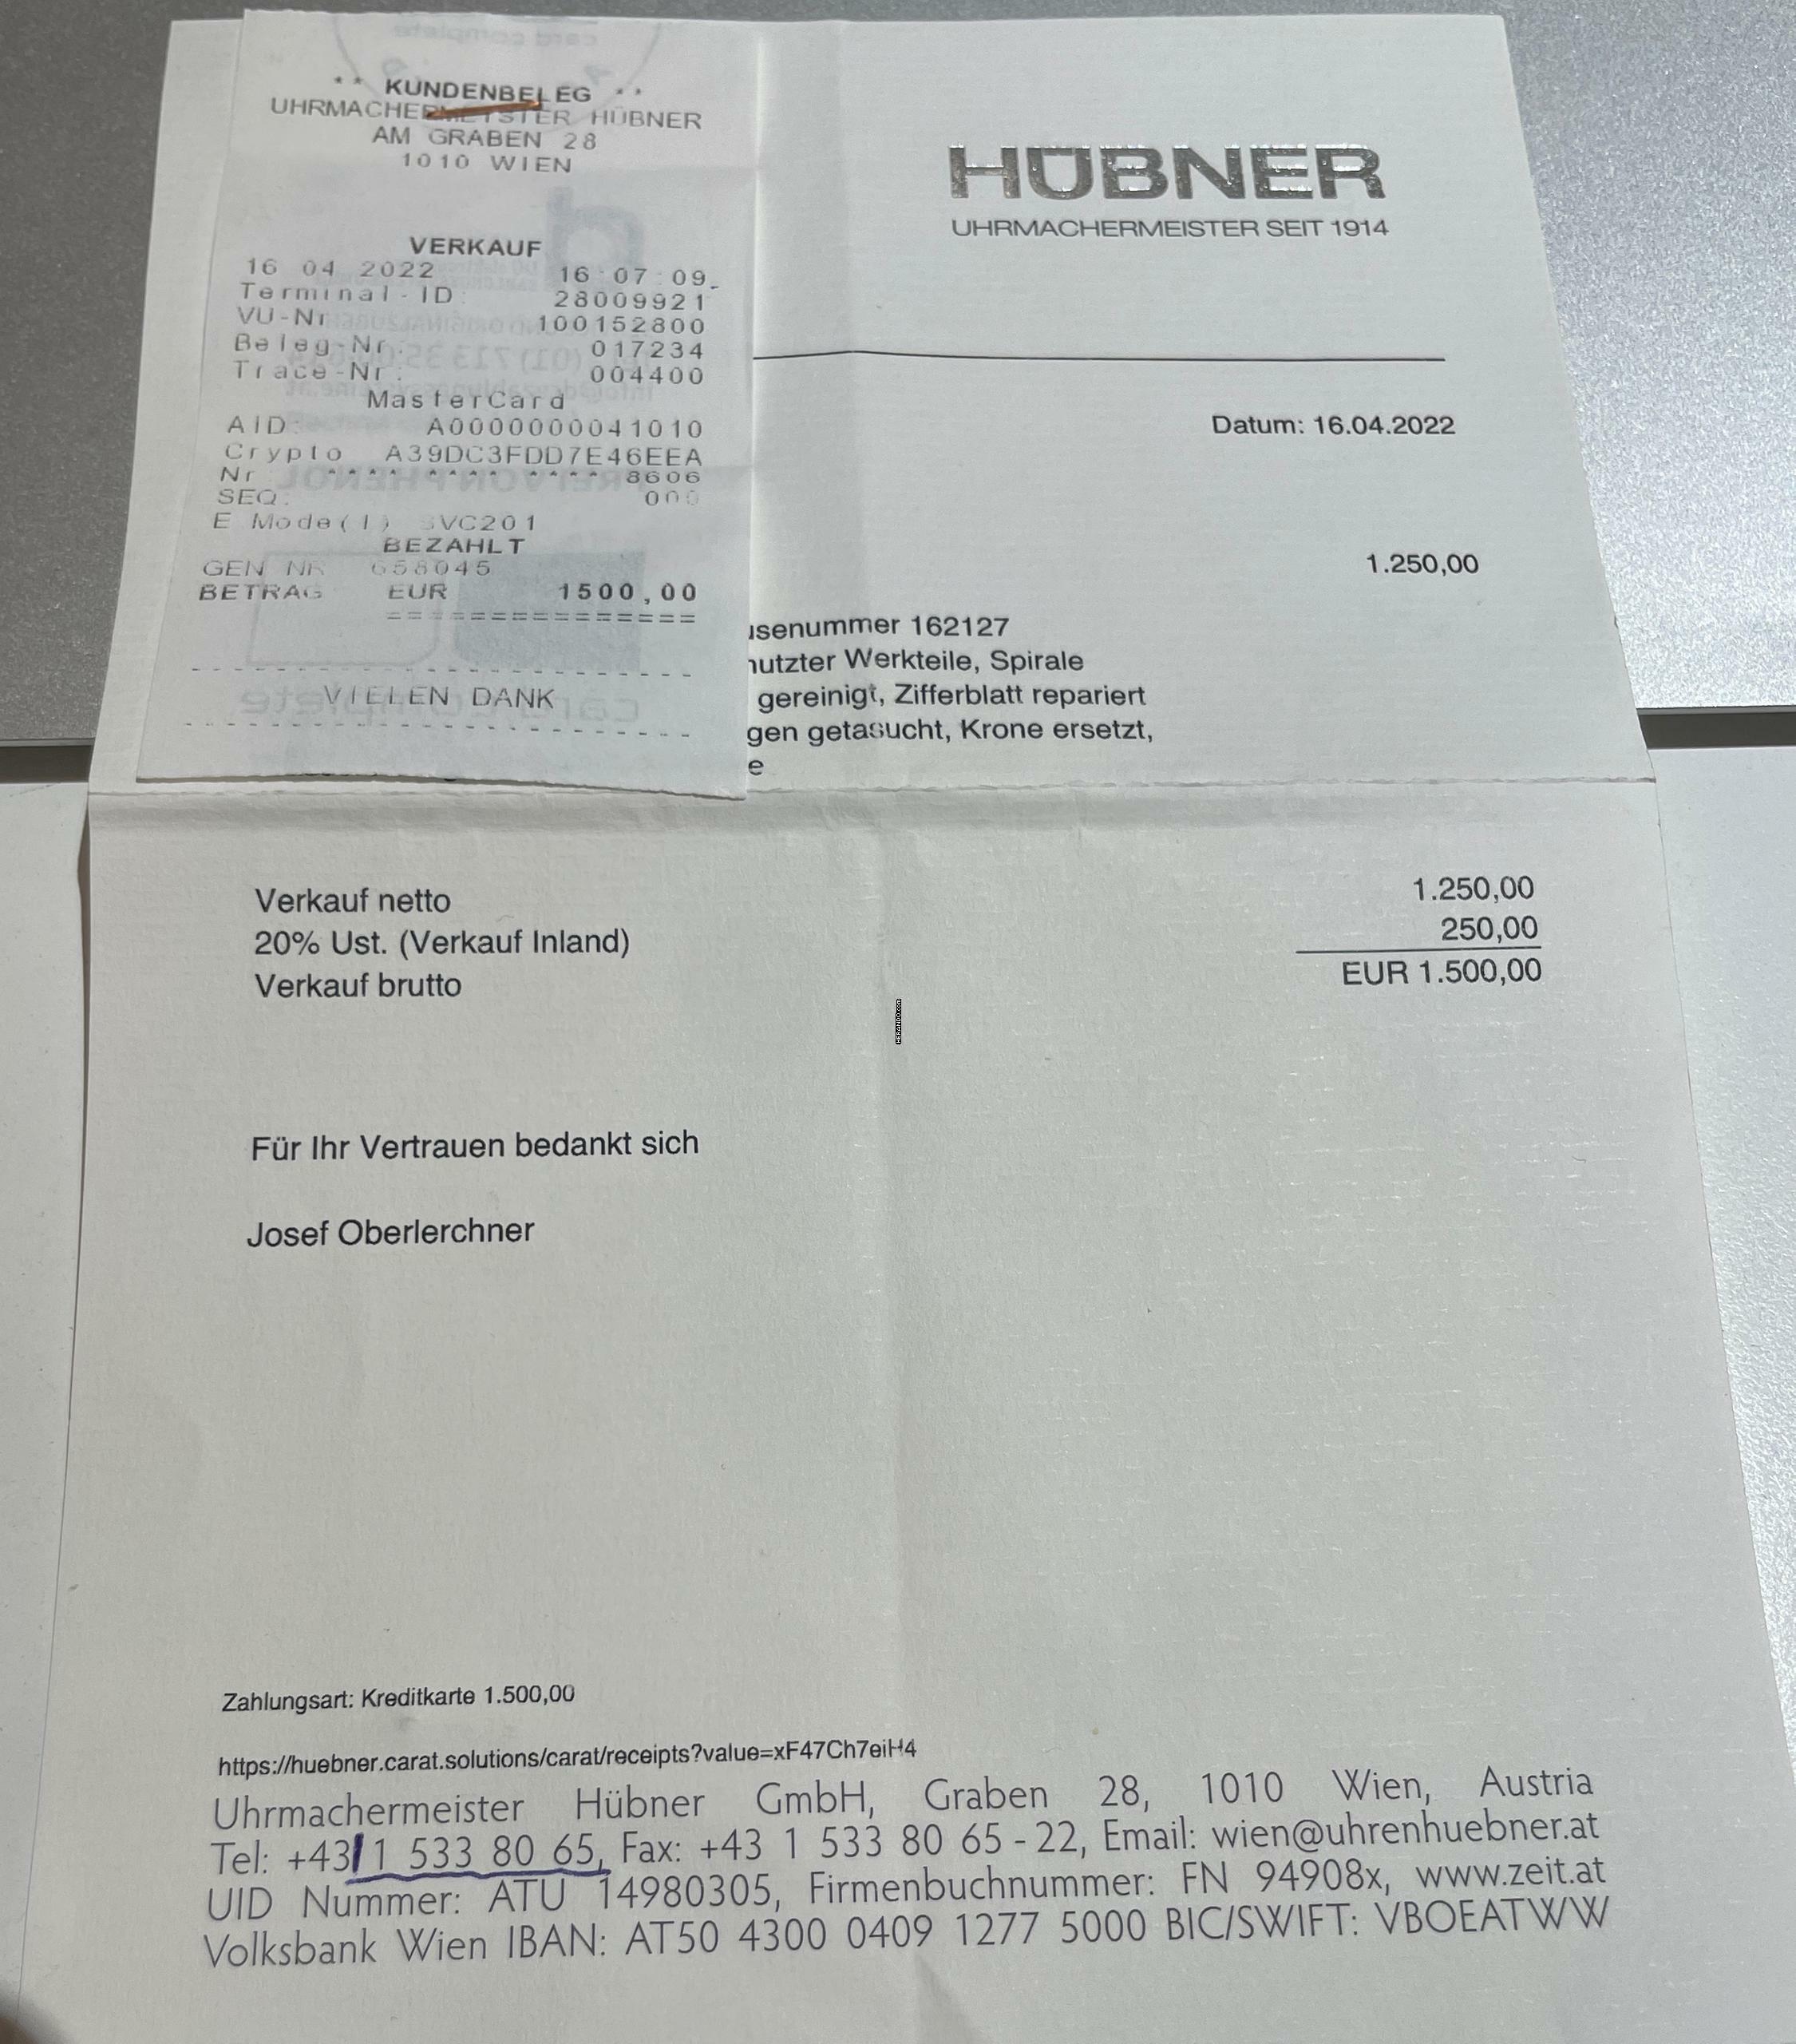 ** KUNDENBELEG **
UHRMACHERMEISTER HÜBNER
AM GRABEN 28
1010 WIEN
VERKAUF
16 04 2022 16:07:09
Terminal-ID: 28009921
VU-Nr 100152800
Beleg-Nr. 017234
Trace-Nr: 004400
MasterCard
AID: A0000000041010
Crypto A39DC3FDD7E46EEA
Nr **** **** **** 8606
SEQ: 000
E Mode(1) SVC201
BEZAHLT
GEN NR 658045
BETRAG EUR 1500,00
===============
VIELEN DANK
HÜBNER
UHRMACHERMEISTER SEIT 1914
Datum: 16.04.2022
1.250,00
usenummer 162127
nutzter Werkteile, Spirale
gereinigt, Zifferblatt repariert
gen getasucht, Krone ersetzt,
e
Verkauf netto 1.250,00
20% Ust. (Verkauf Inland) 250,00
Verkauf brutto EUR 1.500,00
Für Ihr Vertrauen bedankt sich
Josef Oberlerchner
Zahlungsart: Kreditkarte 1.500,00
https://huebner.carat.solutions/carat/receipts?value=xF47Ch7eiH4
Uhrmachermeister Hübner GmbH, Graben 28, 1010 Wien, Austria
Tel: +43 1 533 80 65, Fax: +43 1 533 80 65 - 22, Email: wien@uhrenhuebner.at
UID Nummer: ATU 14980305, Firmenbuchnummer: FN 94908x, www.zeit.at
Volksbank Wien IBAN: AT50 4300 0409 1277 5000 BIC/SWIFT: VBOEATWW